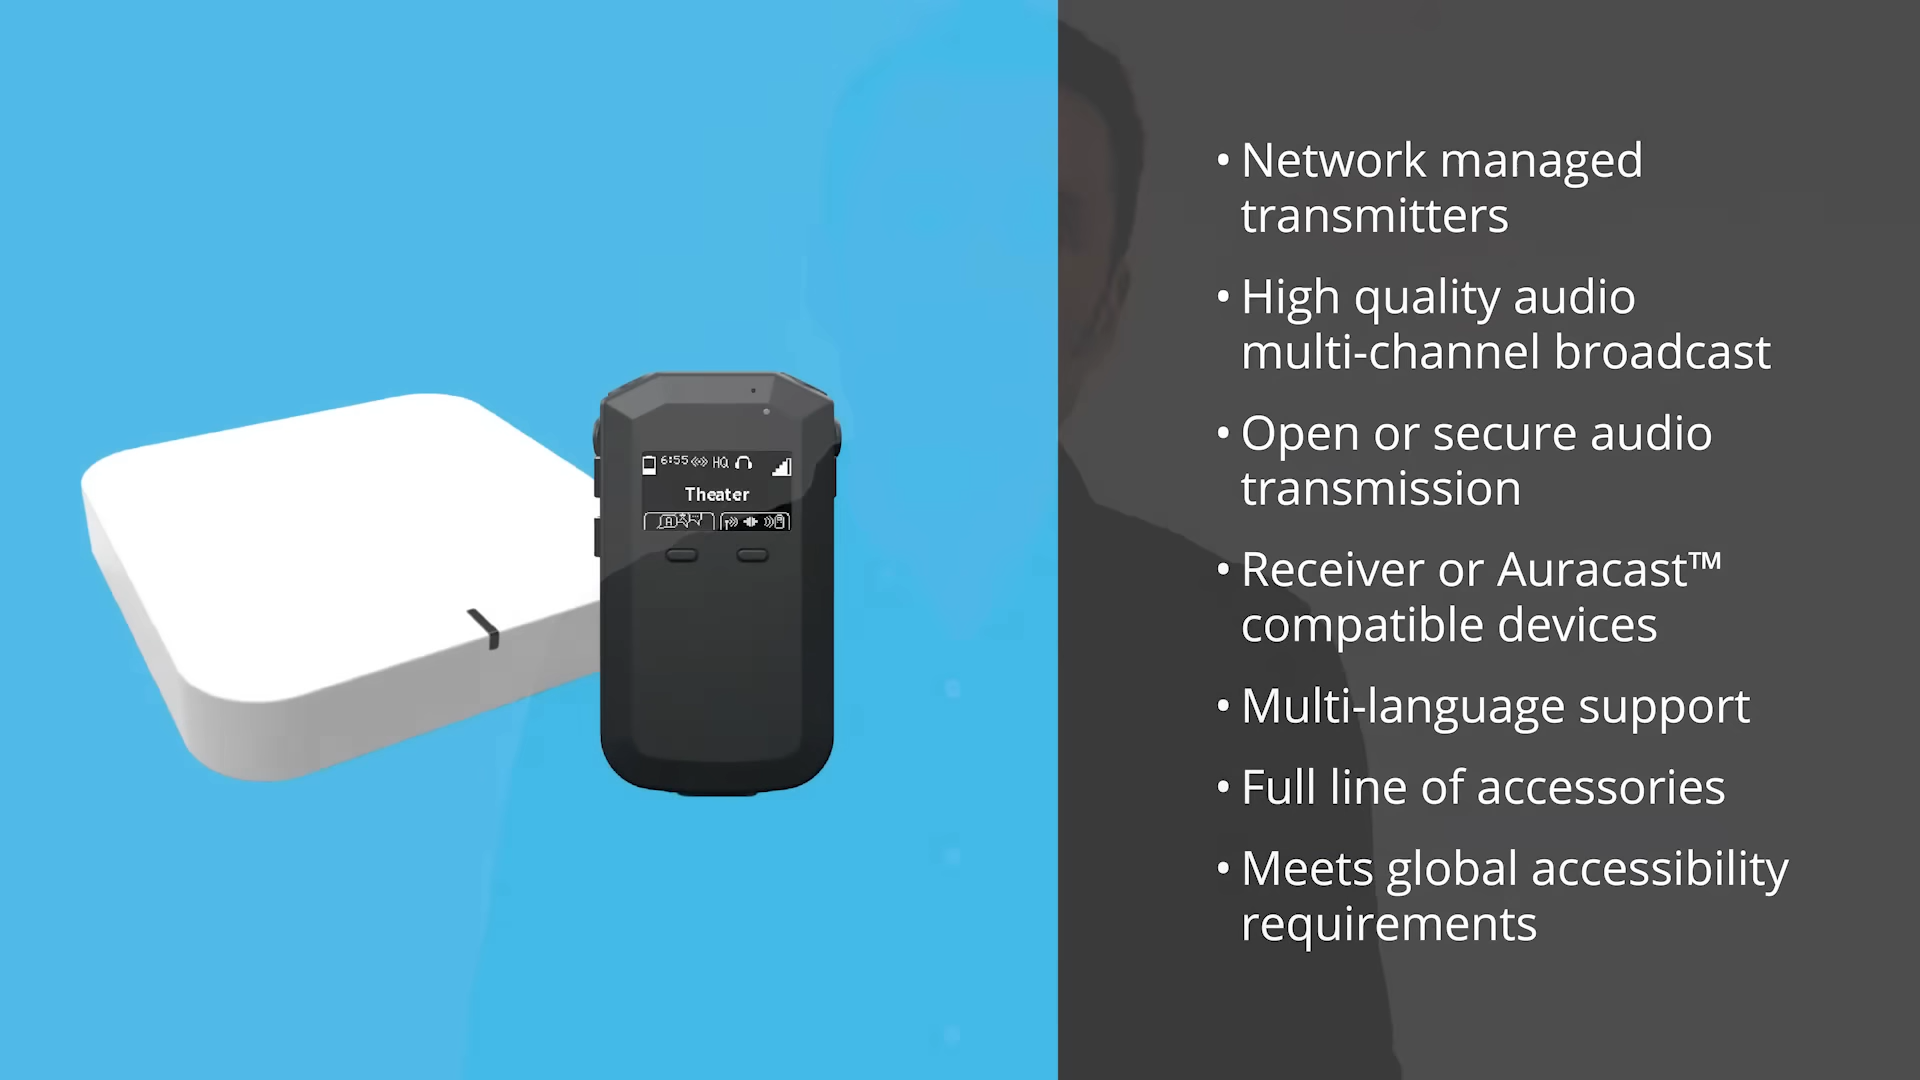 6:55 HQ
Theater
• Network managed
transmitters
• High quality audio
multi-channel broadcast
• Open or secure audio
transmission
• Receiver or Auracast™
compatible devices
• Multi-language support
• Full line of accessories
• Meets global accessibility
requirements